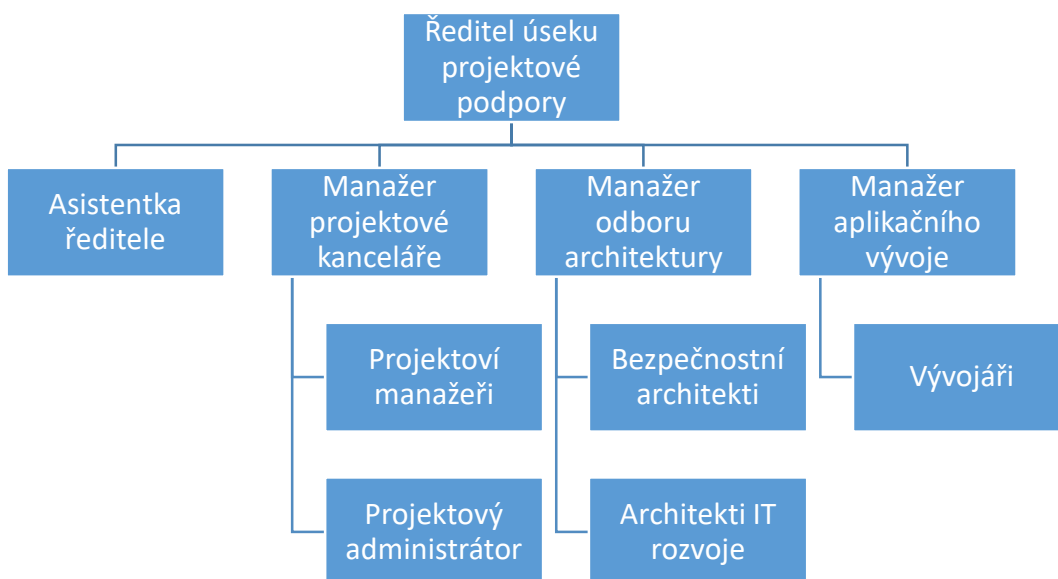 Ředitel úseku
projektové
podpory
Asistentka
ředitele
Manažer
projektové
kanceláře
Manažer
odboru
architektury
Manažer
aplikačního
vývoje
Projektoví
manažeři
Bezpečnostní
architekti
Vývojáři
Projektový
administrátor
Architekti IT
rozvoje